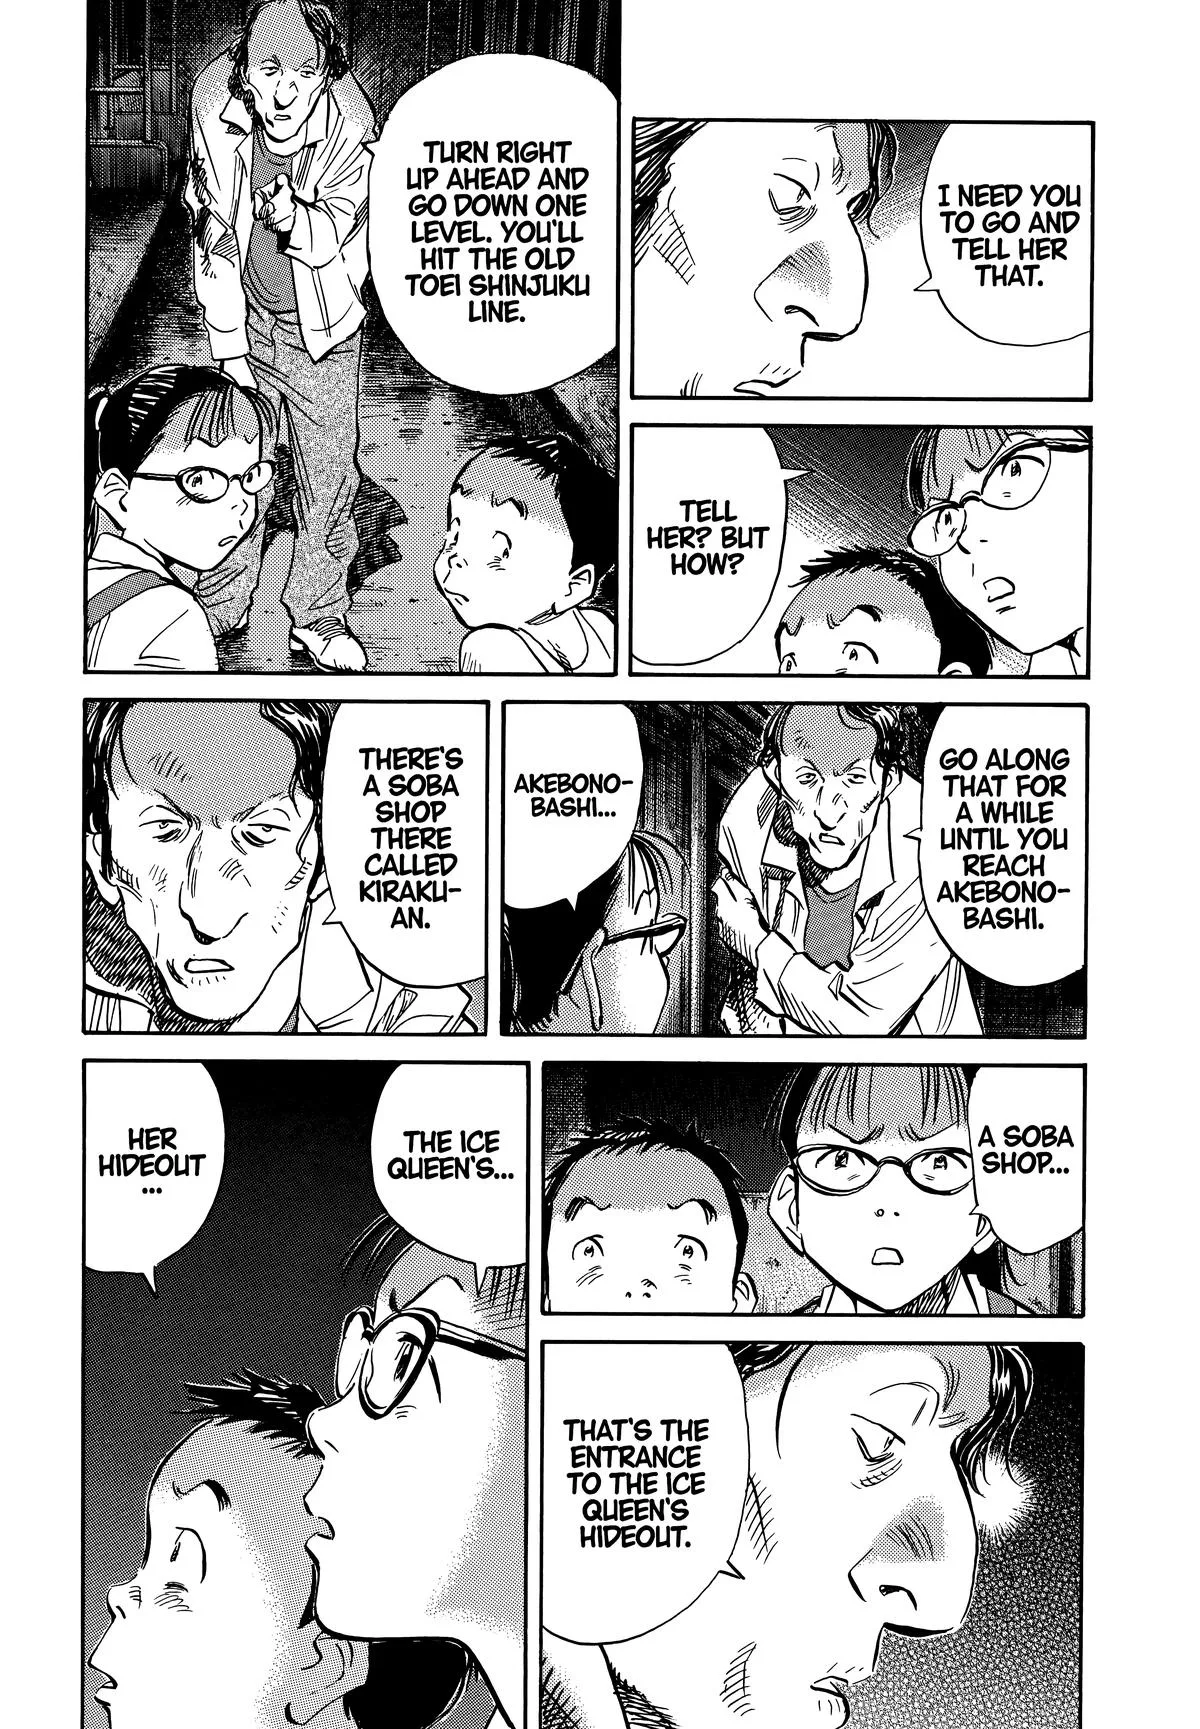 I NEED YOU
TO GO AND
TELL HER
THAT.
TURN RIGHT
UP AHEAD AND
GO DOWN ONE
LEVEL. YOU'LL
HIT THE OLD
TOEI SHINJUKU
LINE.
TELL
HER? BUT
HOW?
GO ALONG
THAT FOR
A WHILE
UNTIL YOU
REACH
AKEBONO-
BASHI.
AKEBONO-
BASHI...
THERE'S
A SOBA
SHOP
THERE
CALLED
KIRAKU-
AN.
A SOBA
SHOP...
THAT'S THE
ENTRANCE
TO THE ICE
QUEEN'S
HIDEOUT.
THE ICE
QUEEN'S...
HER
HIDEOUT
...